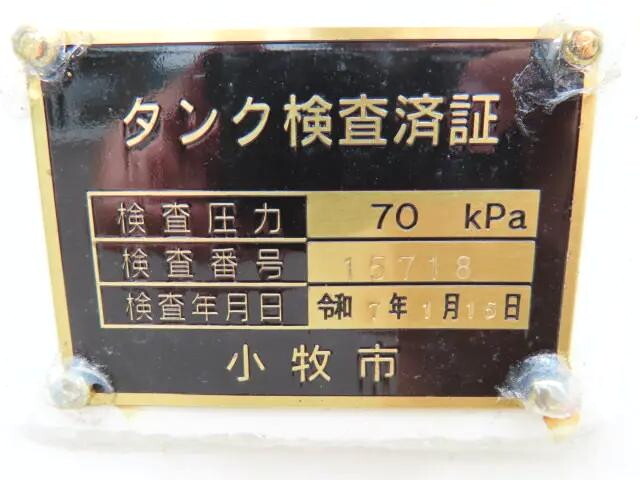 タンク検査済証
検査圧力 70 kPa
検査番号 15718
検査年月日 令和7年1月15日
小牧市